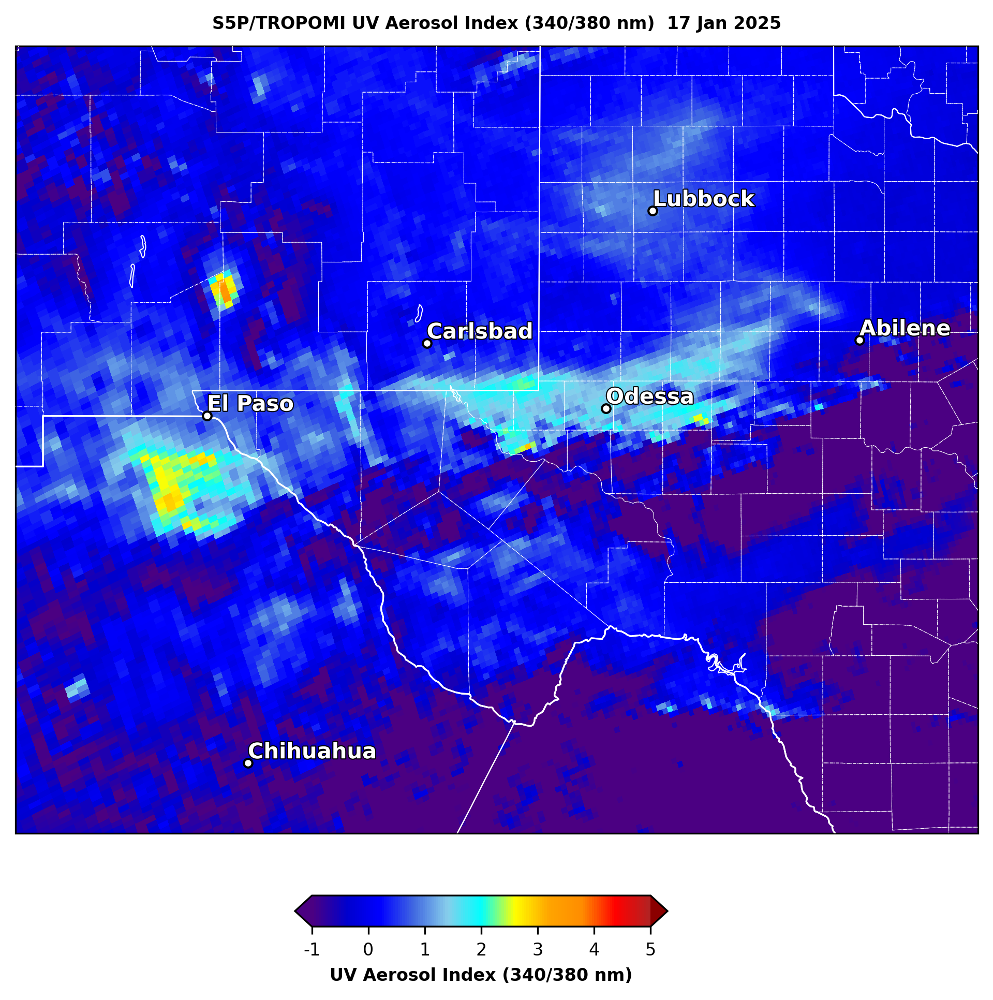 S5P/TROPOMI UV Aerosol Index (340/380 nm)  17 Jan 2025
Lubbock
Carlsbad
Abilene
El Paso
Odessa
Chihuahua
-1 0 1 2 3 4 5
UV Aerosol Index (340/380 nm)